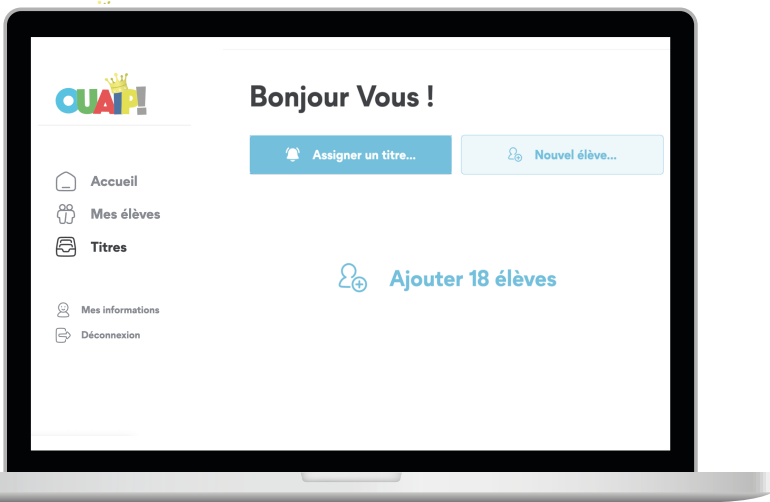 OUAIP!
Bonjour Vous !
Assigner un titre...
Nouvel élève...
Accueil
Mes élèves
Titres
Ajouter 18 élèves
Mes informations
Déconnexion